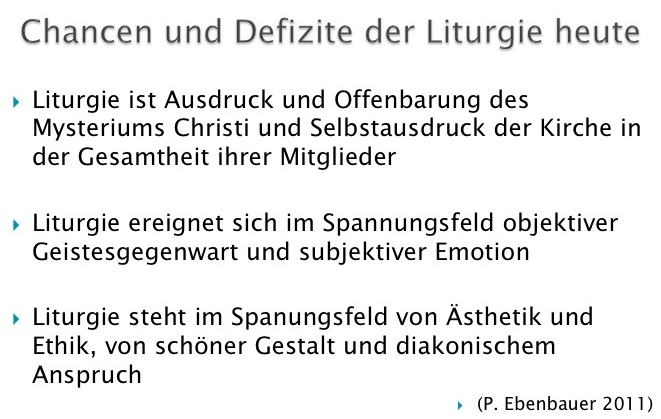 Chancen und Defizite der Liturgie heute
Liturgie ist Ausdruck und Offenbarung des
Mysteriums Christi und Selbstausdruck der Kirche in
der Gesamtheit ihrer Mitglieder
Liturgie ereignet sich im Spannungsfeld objektiver
Geistesgegenwart und subjektiver Emotion
Liturgie steht im Spanungsfeld von Ästhetik und
Ethik, von schöner Gestalt und diakonischem
Anspruch
(P. Ebenbauer 2011)